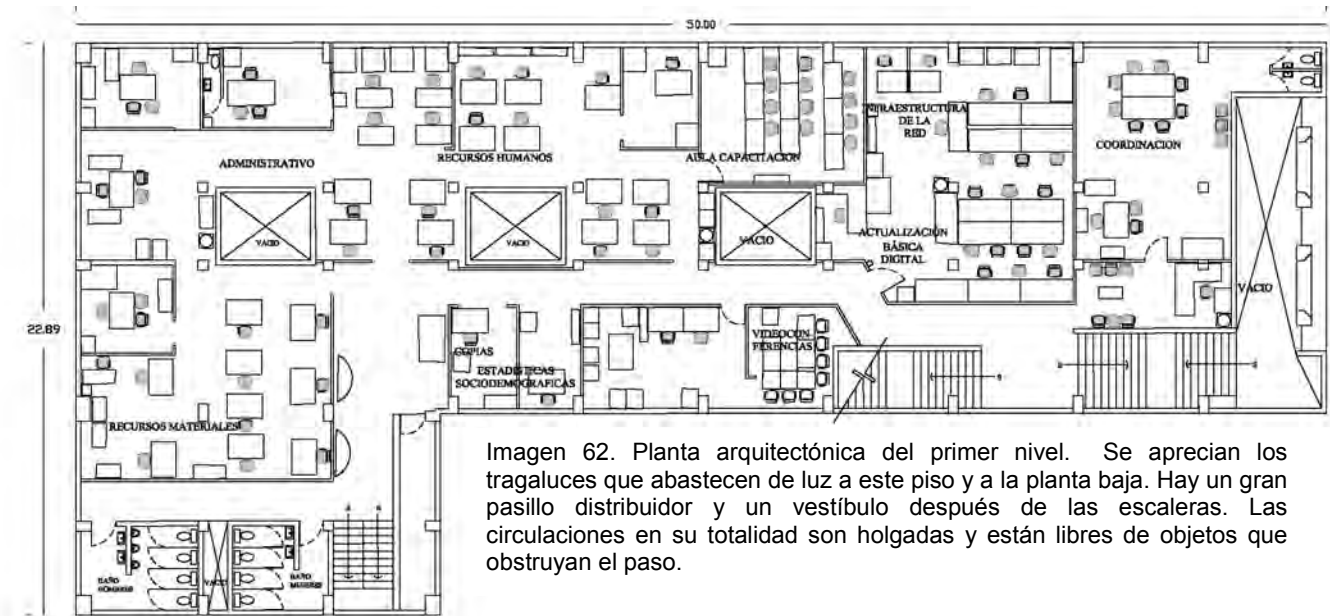 50.00
INFRAESTRUCTURA
DE LA
RED
ADMINISTRATIVO
RECURSOS HUMANOS
AULA CAPACITACION
COORDINACION
VACIO
VACIO
VACIO
ACTUALIZACIÓN
BÁSICA
DIGITAL
VACIO
22.89
COPIAS
ESTADISTICAS
SOCIODEMOGRAFICAS
VIDEOCON-
FERENCIAS
RECURSOS MATERIALES
BAÑO
HOMBRES
VACIO
BAÑO
MUJERES
Imagen 62. Planta arquitectónica del primer nivel. Se aprecian los
tragaluces que abastecen de luz a este piso y a la planta baja. Hay un gran
pasillo distribuidor y un vestíbulo después de las escaleras. Las
circulaciones en su totalidad son holgadas y están libres de objetos que
obstruyan el paso.